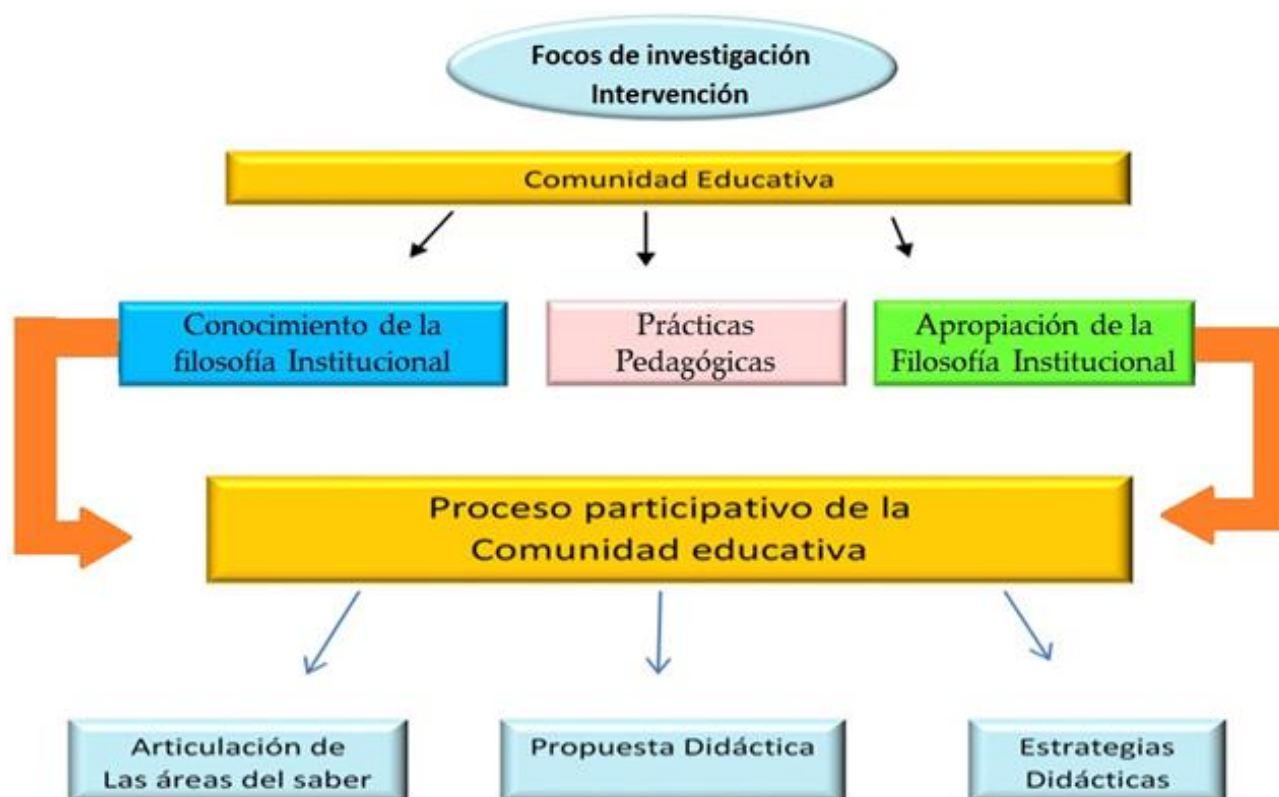 Focos de investigación
Intervención
Comunidad Educativa
Conocimiento de la
filosofía Institucional
Prácticas
Pedagógicas
Apropiación de la
Filosofía Institucional
Proceso participativo de la
Comunidad educativa
Articulación de
Las áreas del saber
Propuesta Didáctica
Estrategias
Didácticas